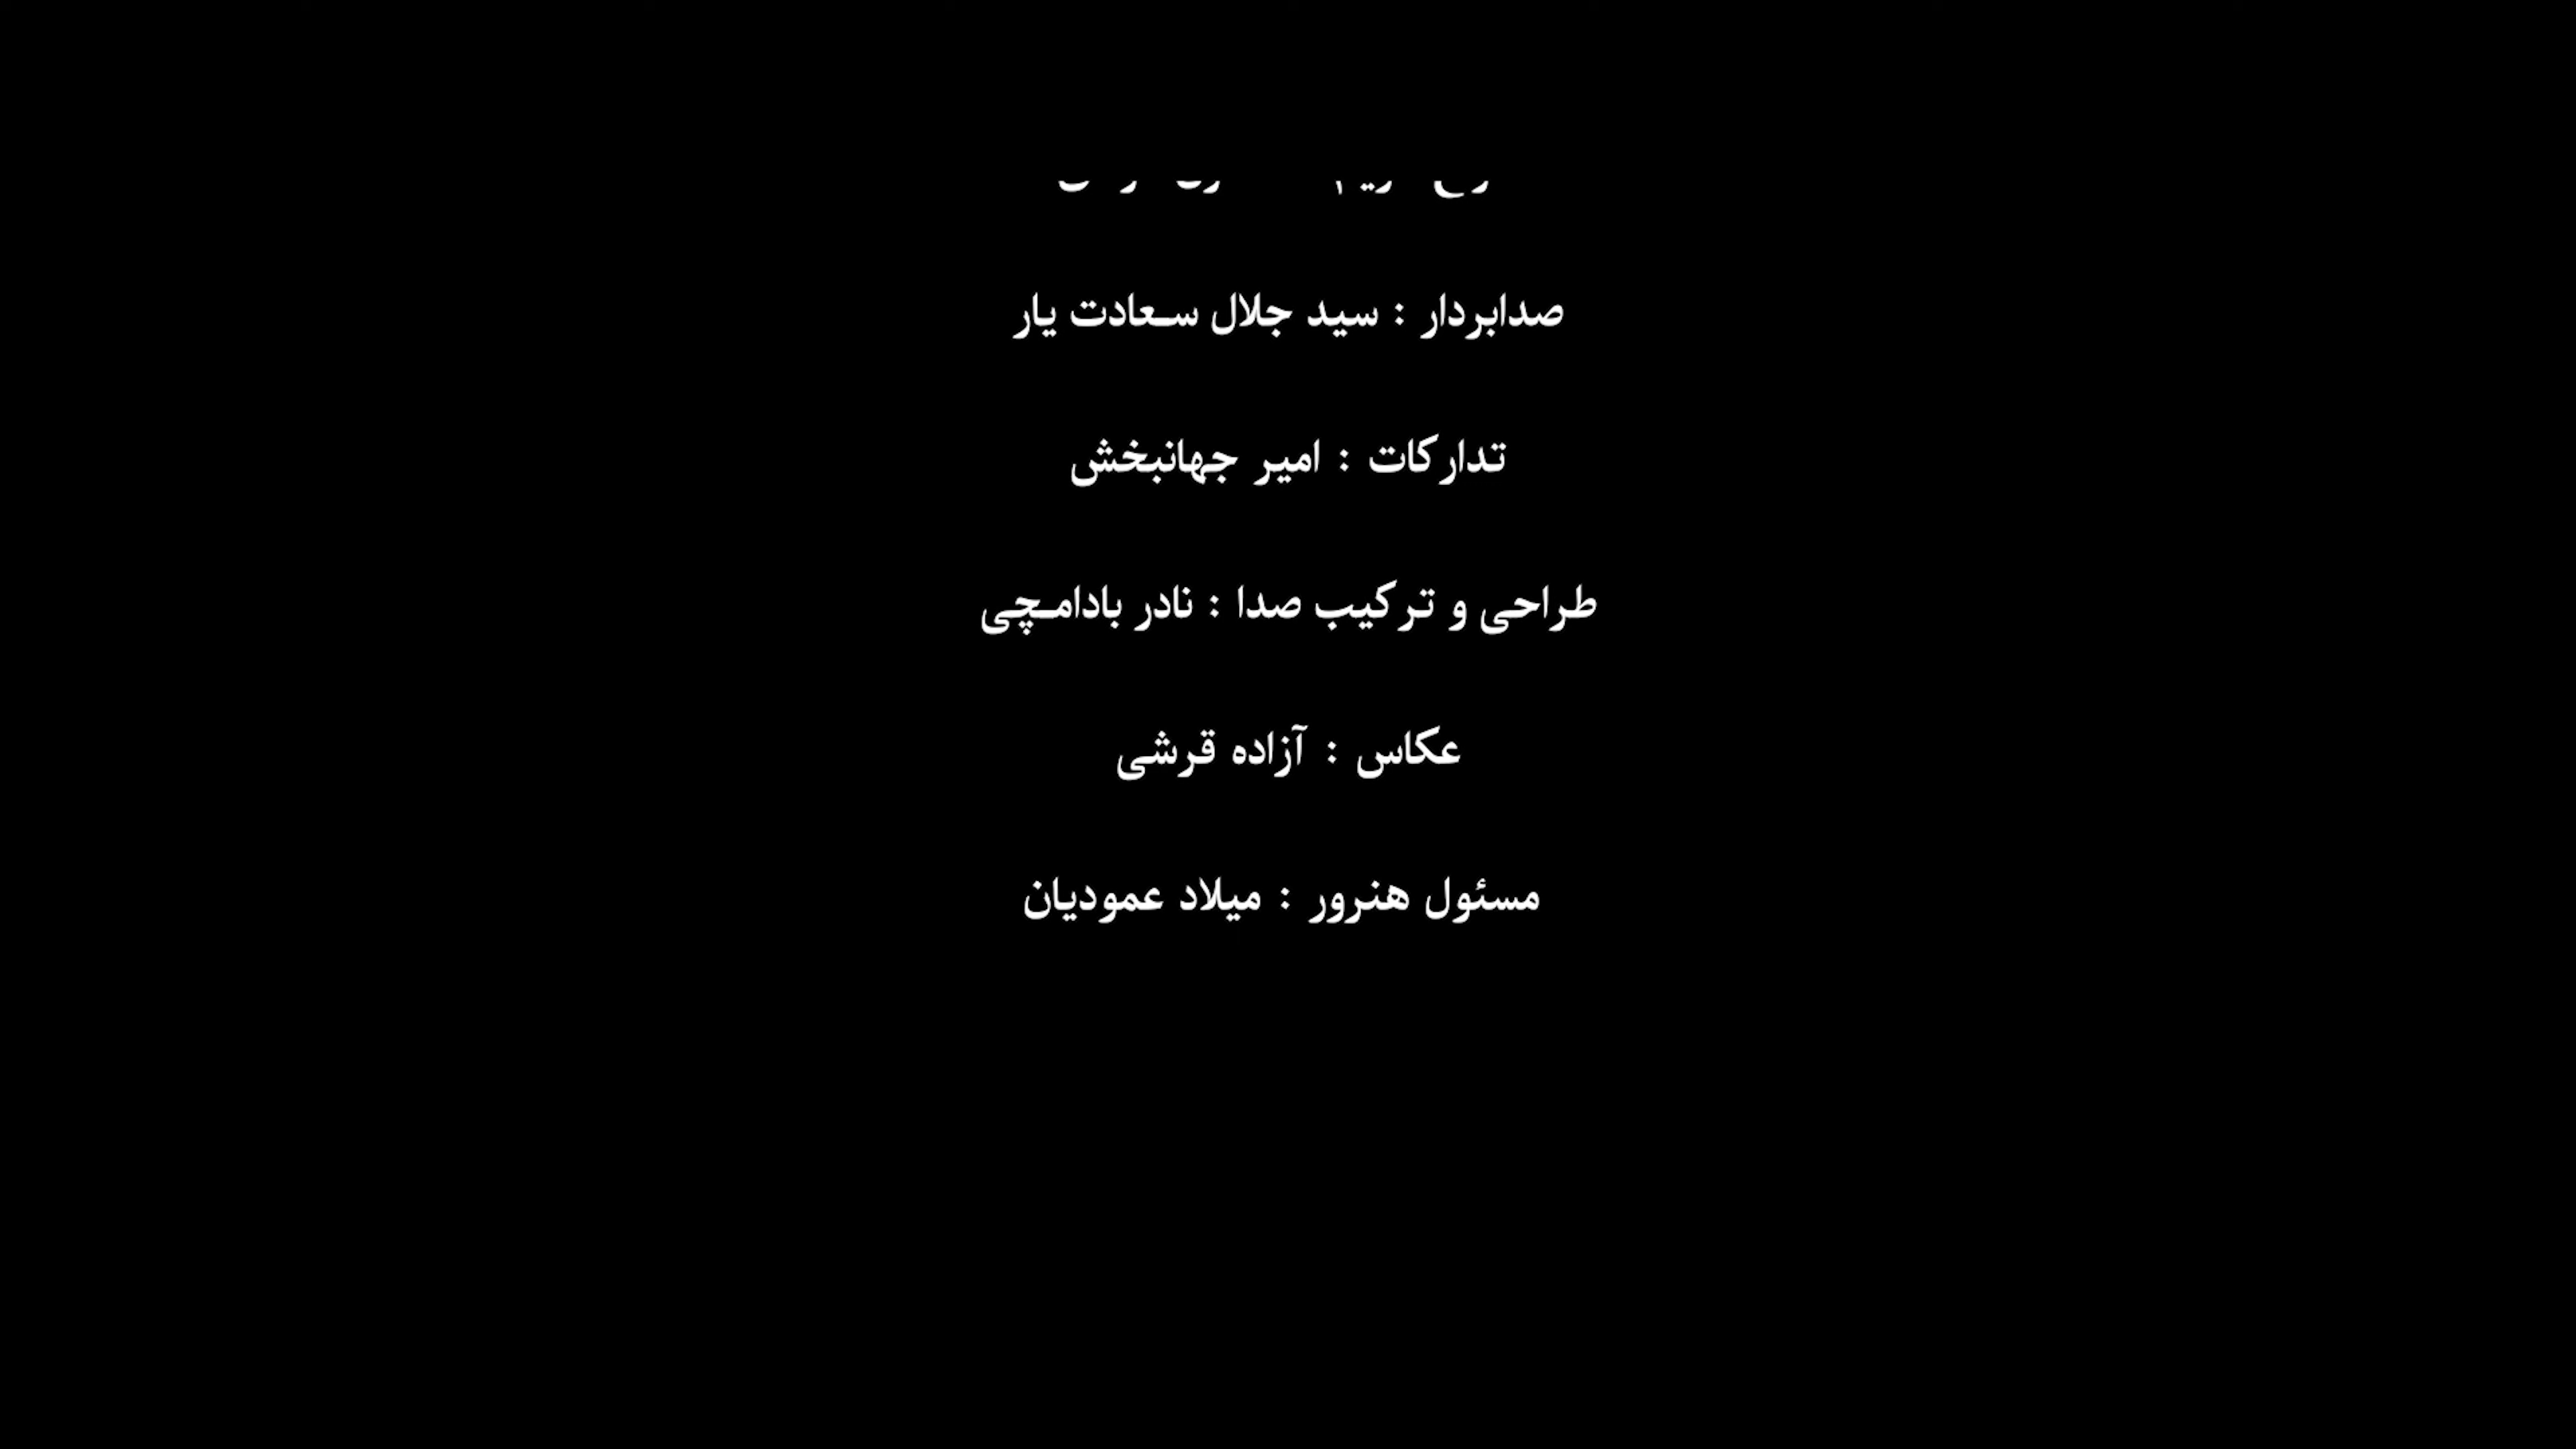 صدابردار : سید جلال سعادت یار
تدارکات : امیر جهانبخش
طراحی و ترکیب صدا : نادر بادامچی
عکاس : آزاده قرشی
مسئول هنرور : میلاد عمودیان